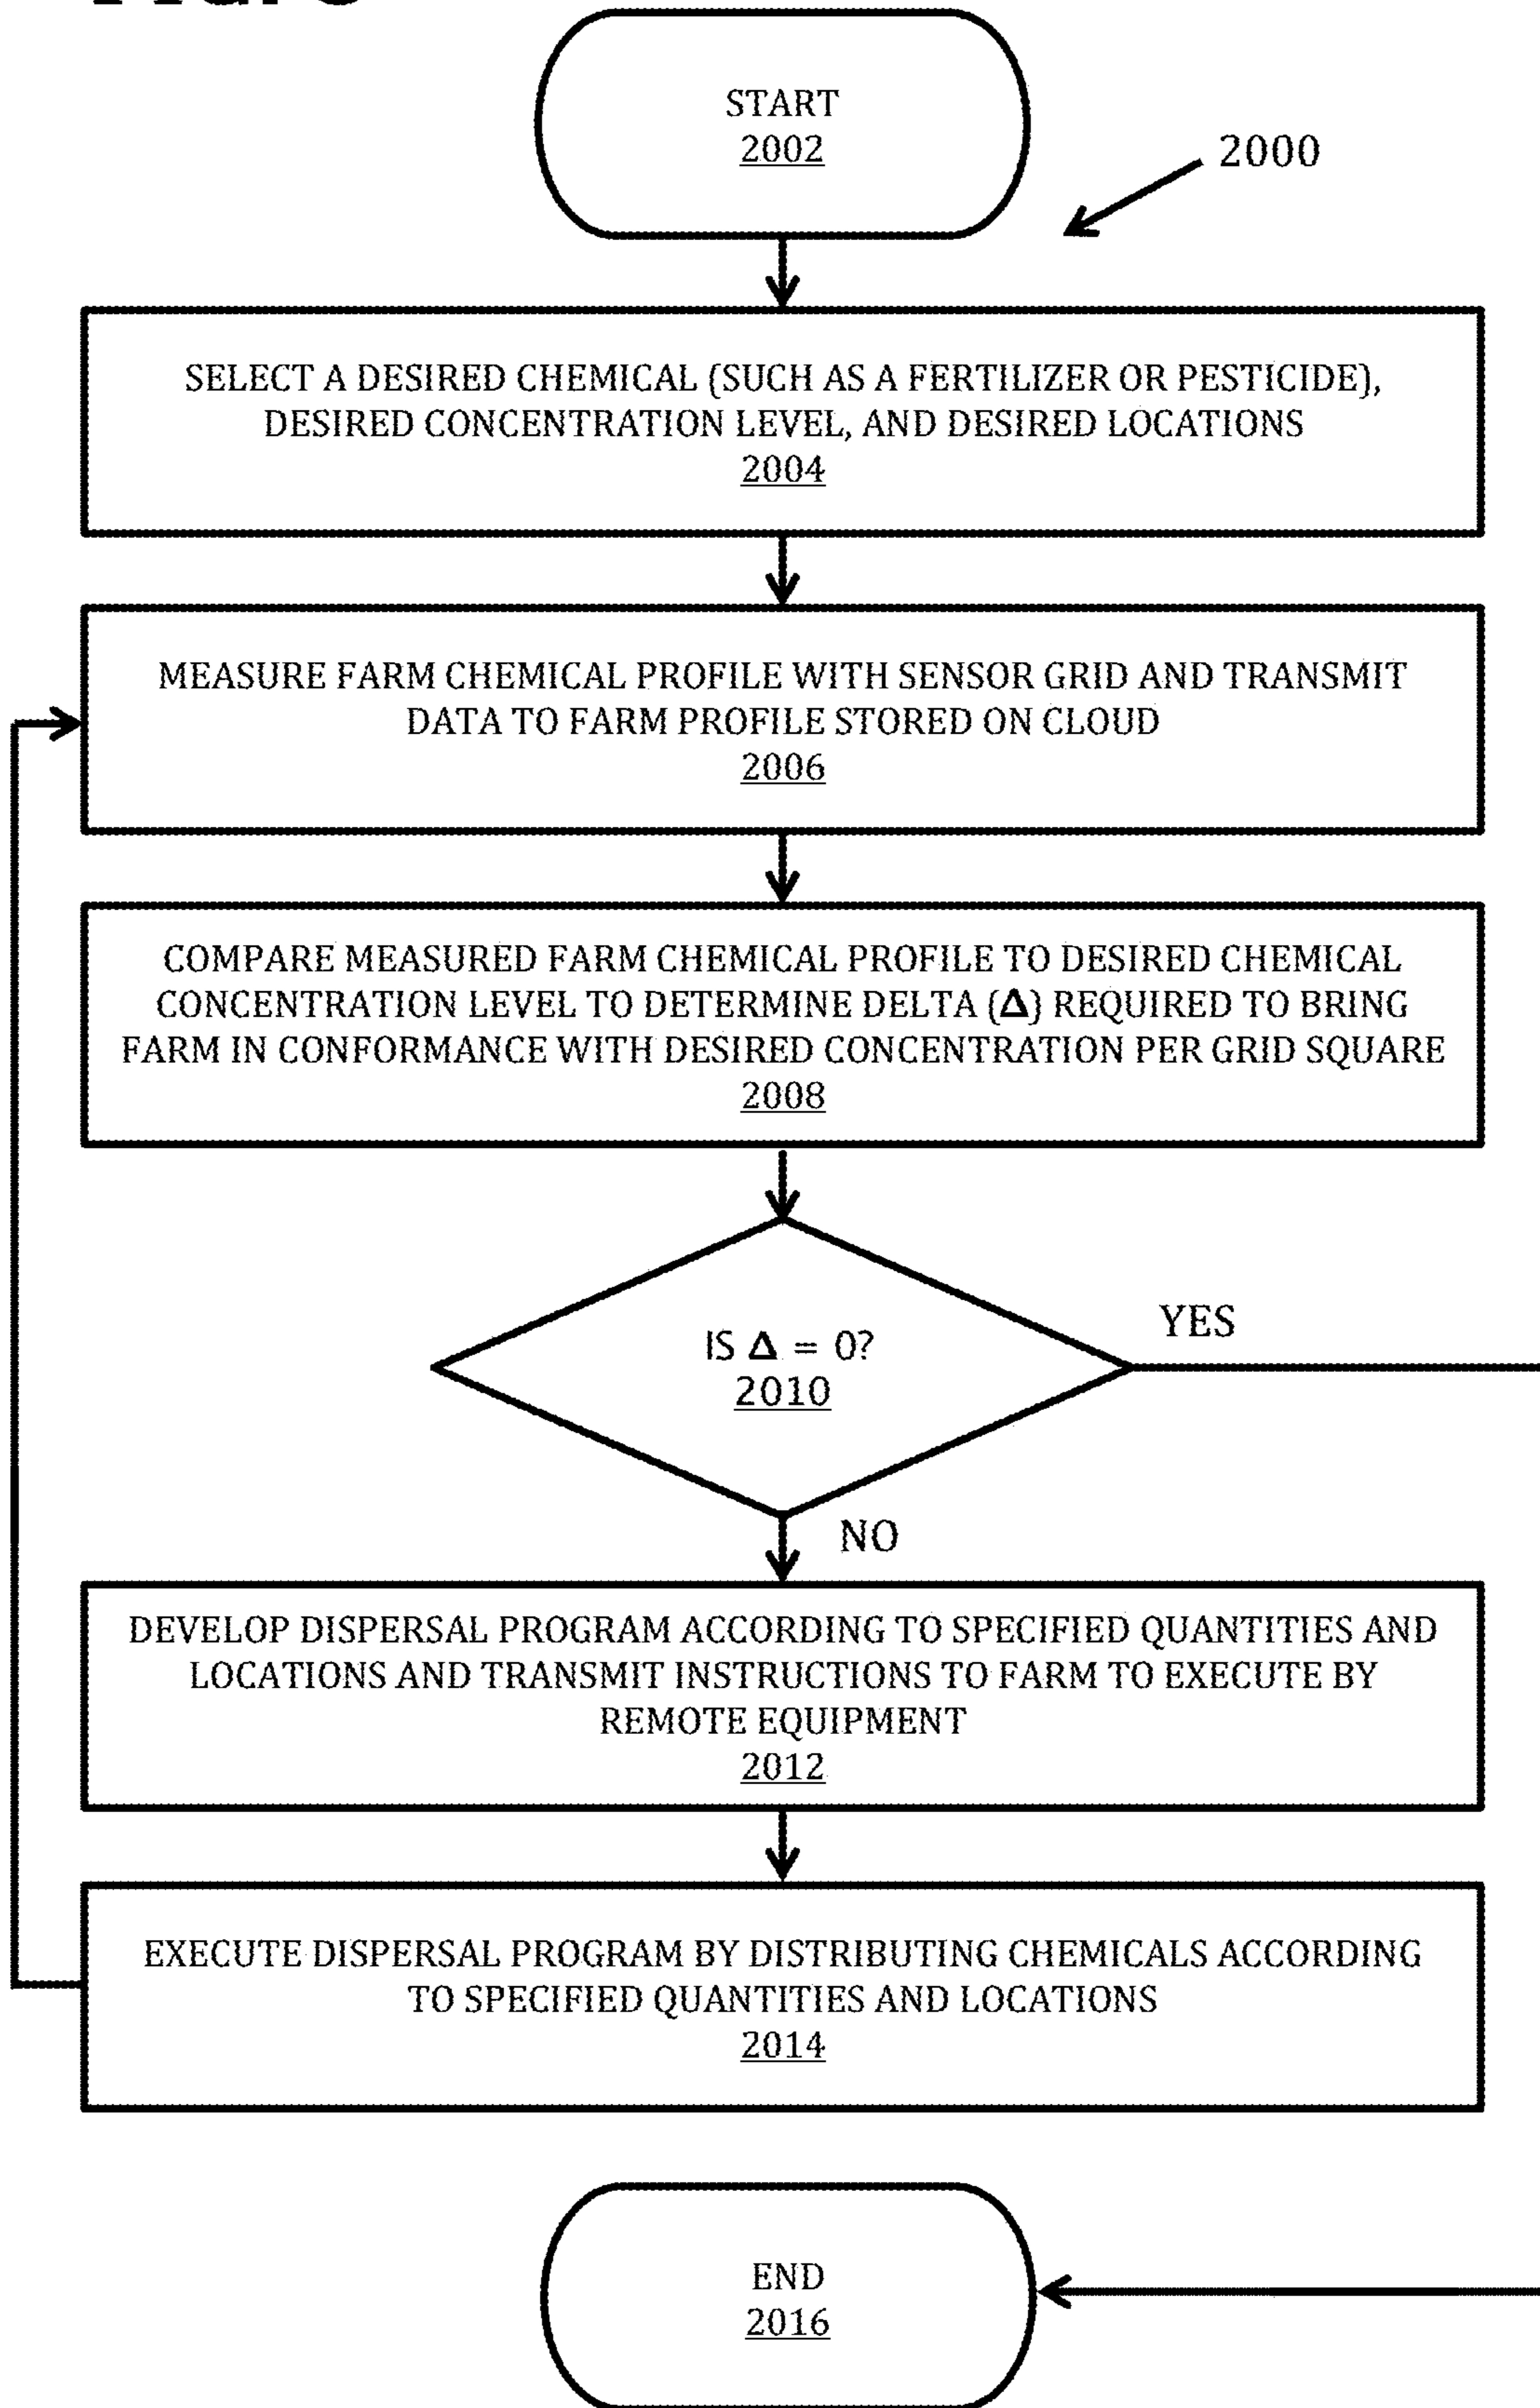 START
2002
2000
SELECT A DESIRED CHEMICAL (SUCH AS A FERTILIZER OR PESTICIDE),
DESIRED CONCENTRATION LEVEL, AND DESIRED LOCATIONS
2004
MEASURE FARM CHEMICAL PROFILE WITH SENSOR GRID AND TRANSMIT
DATA TO FARM PROFILE STORED ON CLOUD
2006
COMPARE MEASURED FARM CHEMICAL PROFILE TO DESIRED CHEMICAL
CONCENTRATION LEVEL TO DETERMINE DELTA (Δ) REQUIRED TO BRING
FARM IN CONFORMANCE WITH DESIRED CONCENTRATION PER GRID SQUARE
2008
YES
IS Δ = 0?
2010
NO
DEVELOP DISPERSAL PROGRAM ACCORDING TO SPECIFIED QUANTITIES AND
LOCATIONS AND TRANSMIT INSTRUCTIONS TO FARM TO EXECUTE BY
REMOTE EQUIPMENT
2012
EXECUTE DISPERSAL PROGRAM BY DISTRIBUTING CHEMICALS ACCORDING
TO SPECIFIED QUANTITIES AND LOCATIONS
2014
END
2016